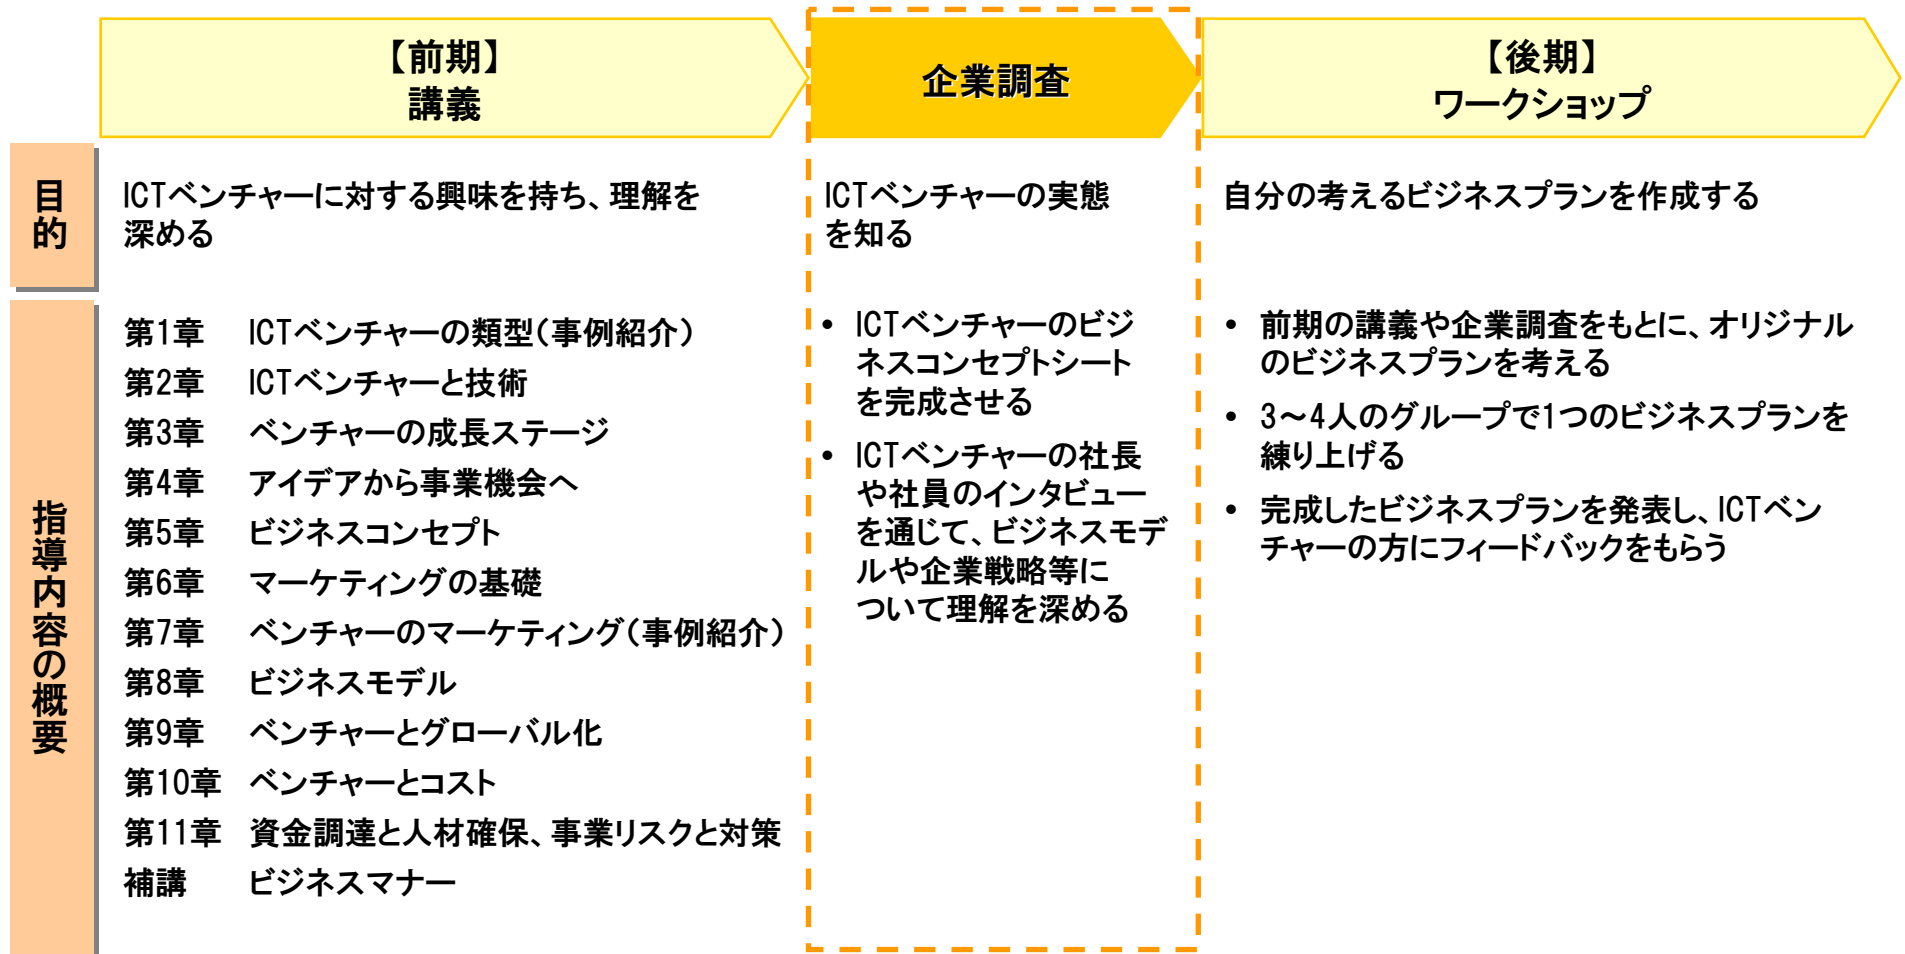 【前期】
講義
企業調査
【後期】
ワークショップ
目的
ICTベンチャーに対する興味を持ち、理解を
深める
ICTベンチャーの実態
を知る
自分の考えるビジネスプランを作成する
指導内容の概要
第1章 ICTベンチャーの類型(事例紹介)
第2章 ICTベンチャーと技術
第3章 ベンチャーの成長ステージ
第4章 アイデアから事業機会へ
第5章 ビジネスコンセプト
第6章 マーケティングの基礎
第7章 ベンチャーのマーケティング(事例紹介)
第8章 ビジネスモデル
第9章 ベンチャーとグローバル化
第10章 ベンチャーとコスト
第11章 資金調達と人材確保、事業リスクと対策
補講 ビジネスマナー
• ICTベンチャーのビジ
ネスコンセプトシート
を完成させる
• ICTベンチャーの社長
や社員のインタビュー
を通じて、ビジネスモデ
ルや企業戦略等に
ついて理解を深める
• 前期の講義や企業調査をもとに、オリジナル
のビジネスプランを考える
• 3〜4人のグループで1つのビジネスプランを
練り上げる
• 完成したビジネスプランを発表し、ICTベン
チャーの方にフィードバックをもらう